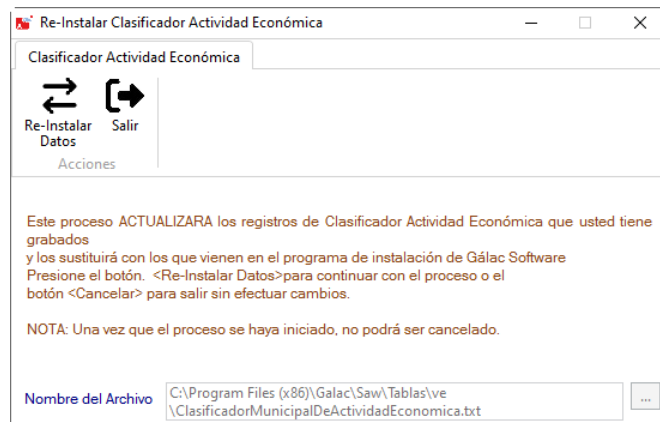 Re-Instalar Clasificador Actividad Económica
Clasificador Actividad Económica
Re-Instalar
Datos
Salir
Acciones
Este proceso ACTUALIZARA los registros de Clasificador Actividad Económica que usted tiene
grabados
y los sustituirá con los que vienen en el programa de instalación de Gálac Software
Presione el botón. <Re-Instalar Datos>para continuar con el proceso o el
botón <Cancelar> para salir sin efectuar cambios.
NOTA: Una vez que el proceso se haya iniciado, no podrá ser cancelado.
Nombre del Archivo
C:\Program Files (x86)\Galac\Saw\Tablas\ve
\ClasificadorMunicipalDeActividadEconomica.txt
...